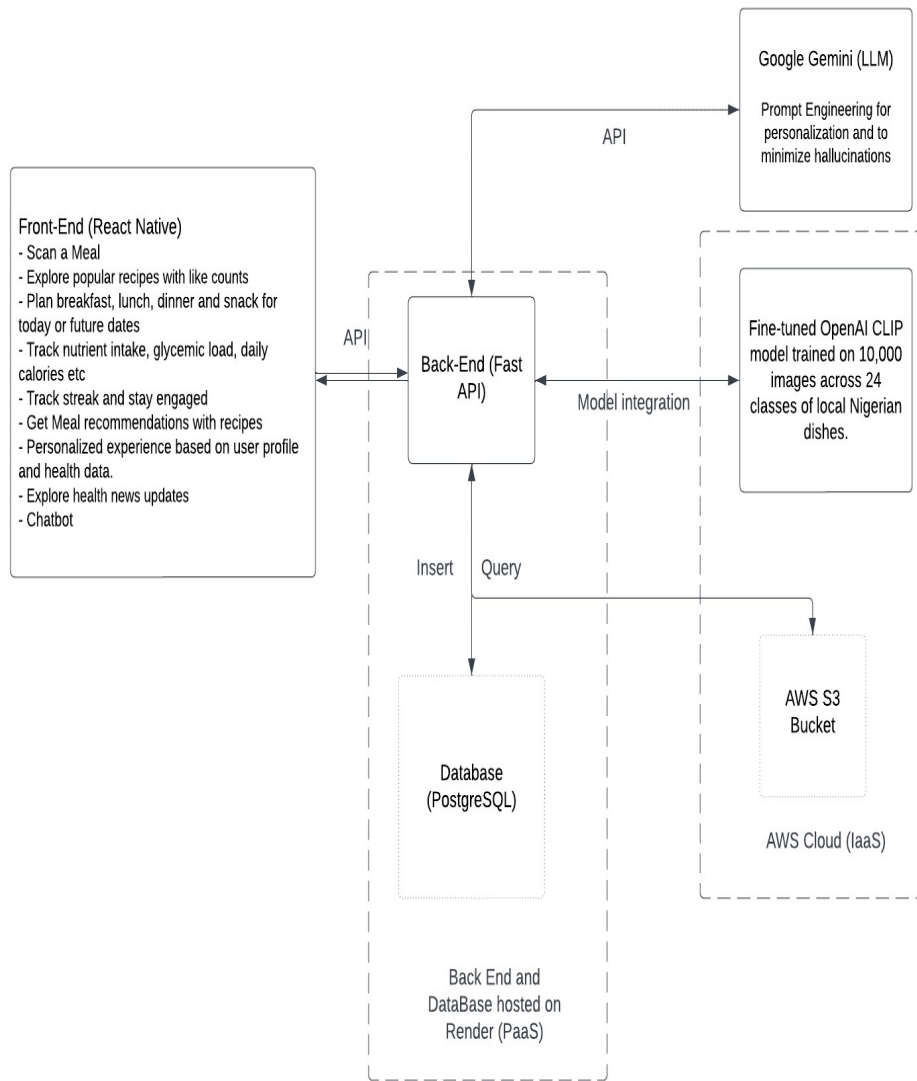 Google Gemini (LLM)
Prompt Engineering for
personalization and to
minimize hallucinations
API
Front-End (React Native)
- Scan a Meal
- Explore popular recipes with like counts
- Plan breakfast, lunch, dinner and snack for
today or future dates
- Track nutrient intake, glycemic load, daily
calories etc
- Track streak and stay engaged
- Get Meal recommendations with recipes
- Personalized experience based on user profile
and health data.
- Explore health news updates
- Chatbot
API
Back-End (Fast
API)
Model integration
Fine-tuned OpenAI CLIP
model trained on 10,000
images across 24
classes of local Nigerian
dishes.
Insert Query
AWS S3
Bucket
AWS Cloud (IaaS)
Database
(PostgreSQL)
Back End and
DataBase hosted on
Render (PaaS)